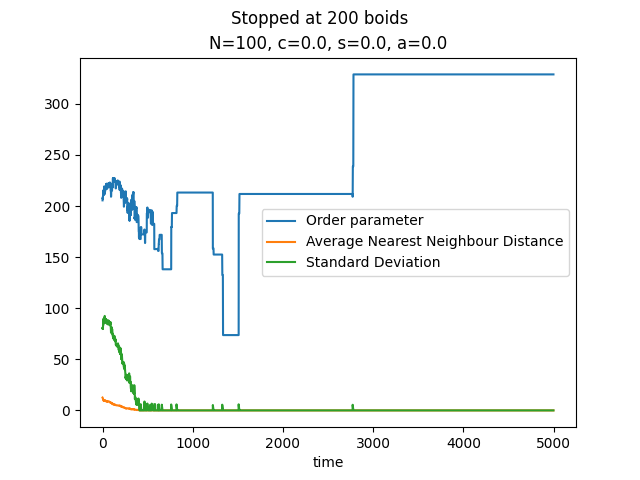 Stopped at 200 boids
N=100, c=0.0, s=0.0, a=0.0
300
250
200
150
100
50
0
Order parameter
Average Nearest Neighbour Distance
Standard Deviation
0 1000 2000 3000 4000 5000
time